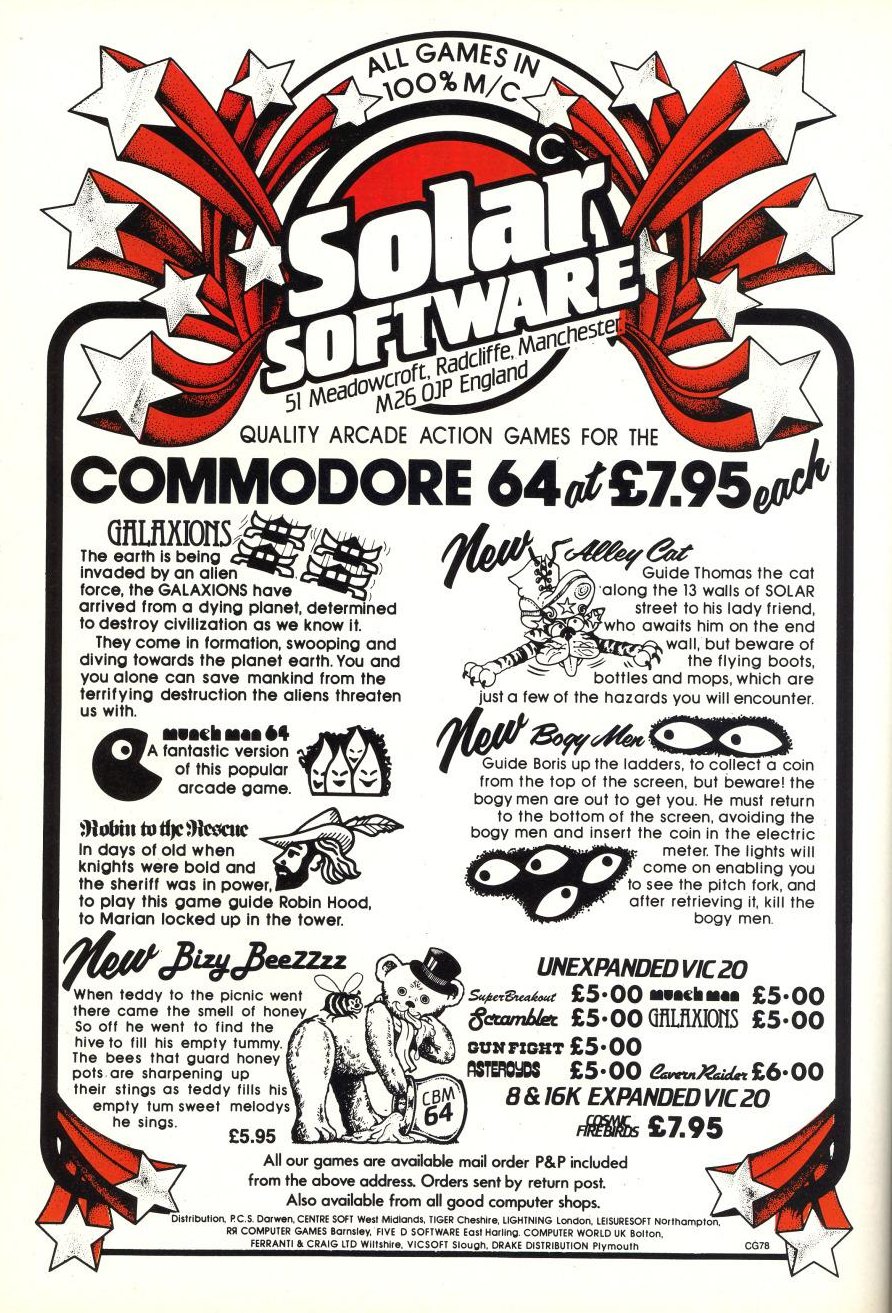 ALL GAMES IN
100% M/C
Solar
SOFTWARE
51 Meadowcroft, Radcliffe, Manchester
M26 0JP England
QUALITY ARCADE ACTION GAMES FOR THE
COMMODORE 64 at £7.95 each
GALAXIONS
The earth is being
invaded by an alien
force, the GALAXIONS have
arrived from a dying planet, determined
to destroy civilization as we know it.
They come in formation, swooping and
diving towards the planet earth. You and
you alone can save mankind from the
terrifying destruction the aliens threaten
us with.
munch man 64
A fantastic version
of this popular
arcade game.
Robin to the Rescue
In days of old when
knights were bold and
the sheriff was in power,
to play this game guide Robin Hood,
to Marian locked up in the tower.
New Bizy Beezzzz
When teddy to the picnic went
there came the smell of honey
So off he went to find the
hive to fill his empty tummy.
The bees that guard honey
pots are sharpening up
their stings as teddy fills his
empty tum sweet melodys
he sings.
£5.95
CBM
64
New Alley Cat
Guide Thomas the cat
along the 13 walls of SOLAR
street to his lady friend,
who awaits him on the end
wall, but beware of
the flying boots,
bottles and mops, which are
just a few of the hazards you will encounter.
New Bogy Men
Guide Boris up the ladders, to collect a coin
from the top of the screen, but beware! the
bogy men are out to get you. He must return
to the bottom of the screen, avoiding the
bogy men and insert the coin in the electric
meter. The lights will
come on enabling you
to see the pitch fork, and
after retrieving it, kill the
bogy men.
UNEXPANDED VIC 20
Super Breakout £5·00 munch man £5·00
Scrambler £5·00 GALAXIONS £5·00
GUN FIGHT £5·00
ASTEROYDS £5·00 Cavern Raider £6·00
8 & 16K EXPANDED VIC 20
COSMIC FIREBIRDS £7.95
All our games are available mail order P&P included
from the above address. Orders sent by return post.
Also available from all good computer shops.
Distribution, P.C.S. Darwen, CENTRE SOFT West Midlands, TIGER Cheshire, LIGHTNING London, LEISURESOFT Northampton,
RR COMPUTER GAMES Barnsley, FIVE D SOFTWARE East Harling. COMPUTER WORLD UK Bolton,
FERRANTI & CRAIG LTD Wiltshire, VICSOFT Slough, DRAKE DISTRIBUTION Plymouth
CG78